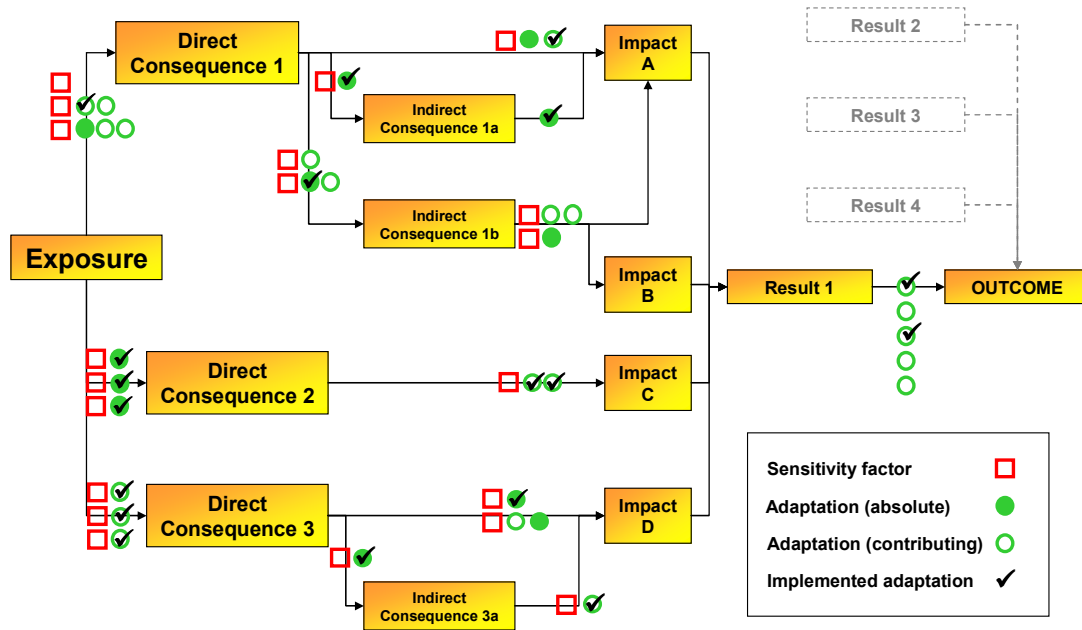 Direct
Consequence 1
Impact
A
Result 2
Indirect
Consequence 1a
Result 3
Indirect
Consequence 1b
Result 4
Exposure
Impact
B
Result 1
OUTCOME
Direct
Consequence 2
Impact
C
Direct
Consequence 3
Impact
D
Indirect
Consequence 3a
Sensitivity factor
Adaptation (absolute)
Adaptation (contributing)
Implemented adaptation